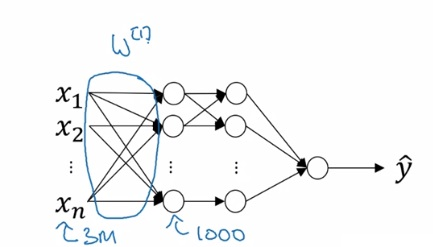 W[1]
x1
x2
⋮
⋮
⋮
xn
ŷ
3M
1000